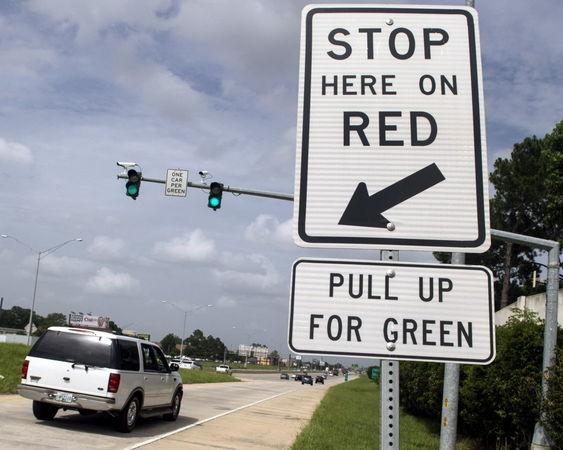 STOP
HERE ON
RED
PULL UP
FOR GREEN
ONE
CAR
PER
GREEN